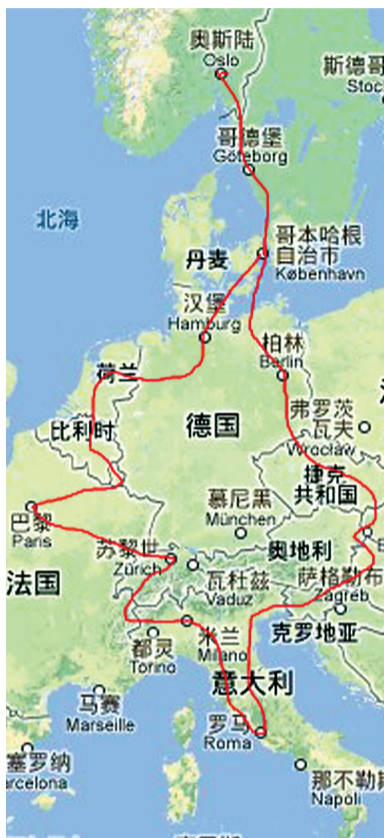 奥斯陆
Oslo
斯德哥
Stoc
哥德堡
Göteborg
北海
哥本哈根
自治市
København
丹麦
汉堡
Hamburg
柏林
Berlin
荷兰
弗罗茨
瓦夫
Wrocław
比利时
德国
捷克
共和国
巴黎
Paris
慕尼黑
München
苏黎世
Zürich
奥地利
瓦杜兹
Vaduz
萨格勒布
Zagreb
法国
克罗地亚
米兰
Milano
都灵
Torino
意大利
马赛
Marseille
罗马
Roma
塞罗纳
arcelona
那不勒斯
Napoli